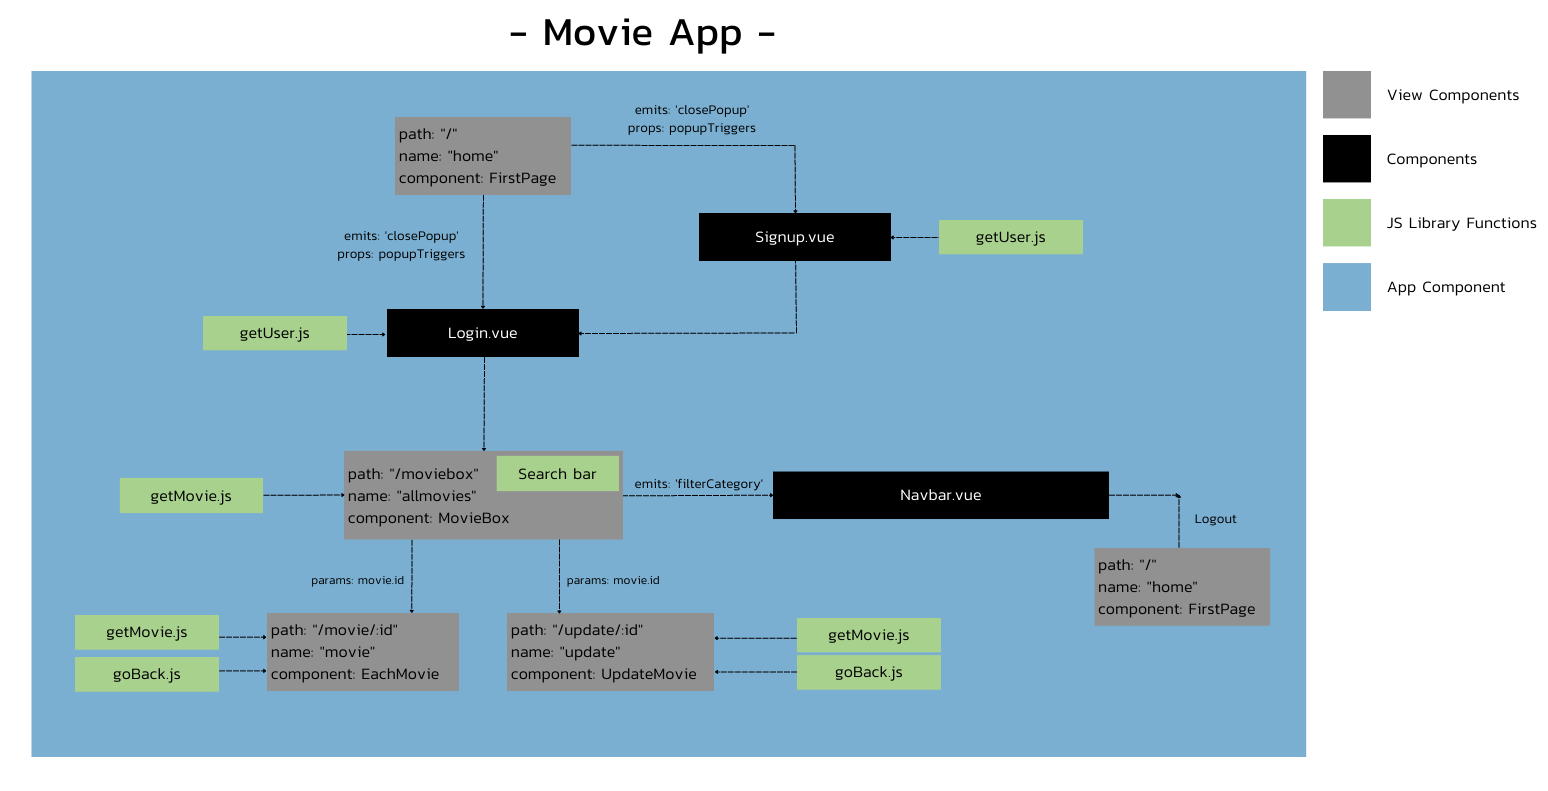 - Movie App -
View Components
Components
JS Library Functions
App Component
emits: 'closePopup'
props: popupTriggers
path: "/"
name: "home"
component: FirstPage
Signup.vue
getUser.js
emits: 'closePopup'
props: popupTriggers
getUser.js
Login.vue
getMovie.js
path: "/moviebox"
name: "allmovies"
component: MovieBox
Search bar
emits: 'filterCategory'
Navbar.vue
Logout
path: "/"
name: "home"
component: FirstPage
params: movie.id
params: movie.id
getMovie.js
goBack.js
path: "/movie/:id"
name: "movie"
component: EachMovie
path: "/update/:id"
name: "update"
component: UpdateMovie
getMovie.js
goBack.js